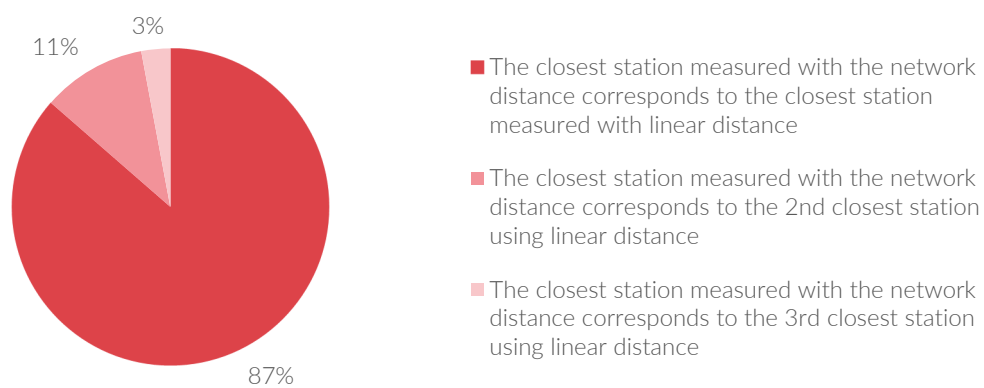 3%
11%
87%
The closest station measured with the network
distance corresponds to the closest station
measured with linear distance
The closest station measured with the network
distance corresponds to the 2nd closest station
using linear distance
The closest station measured with the network
distance corresponds to the 3rd closest station
using linear distance